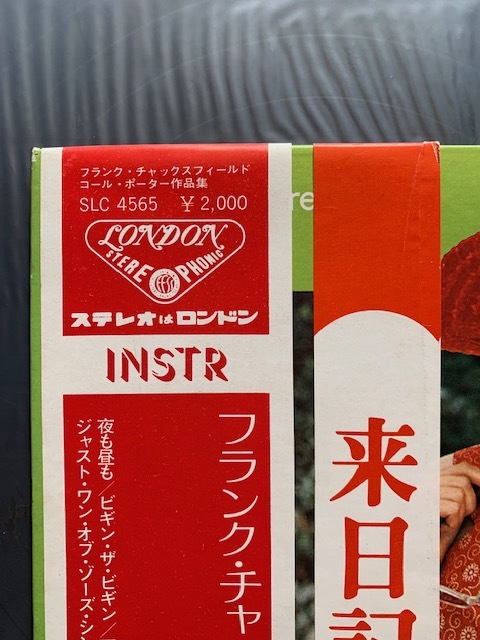 フランク・チャックスフィールド
コール・ポーター作品集
SLC 4565 ￥2,000
LONDON
STEREOPHONIC
ステレオはロンドン
INSTR
フランク・チャ
夜も昼も／ビギン・ザ・ビギン／
ジャスト・ワン・オブ・ゾーズ・シン
re
来日記